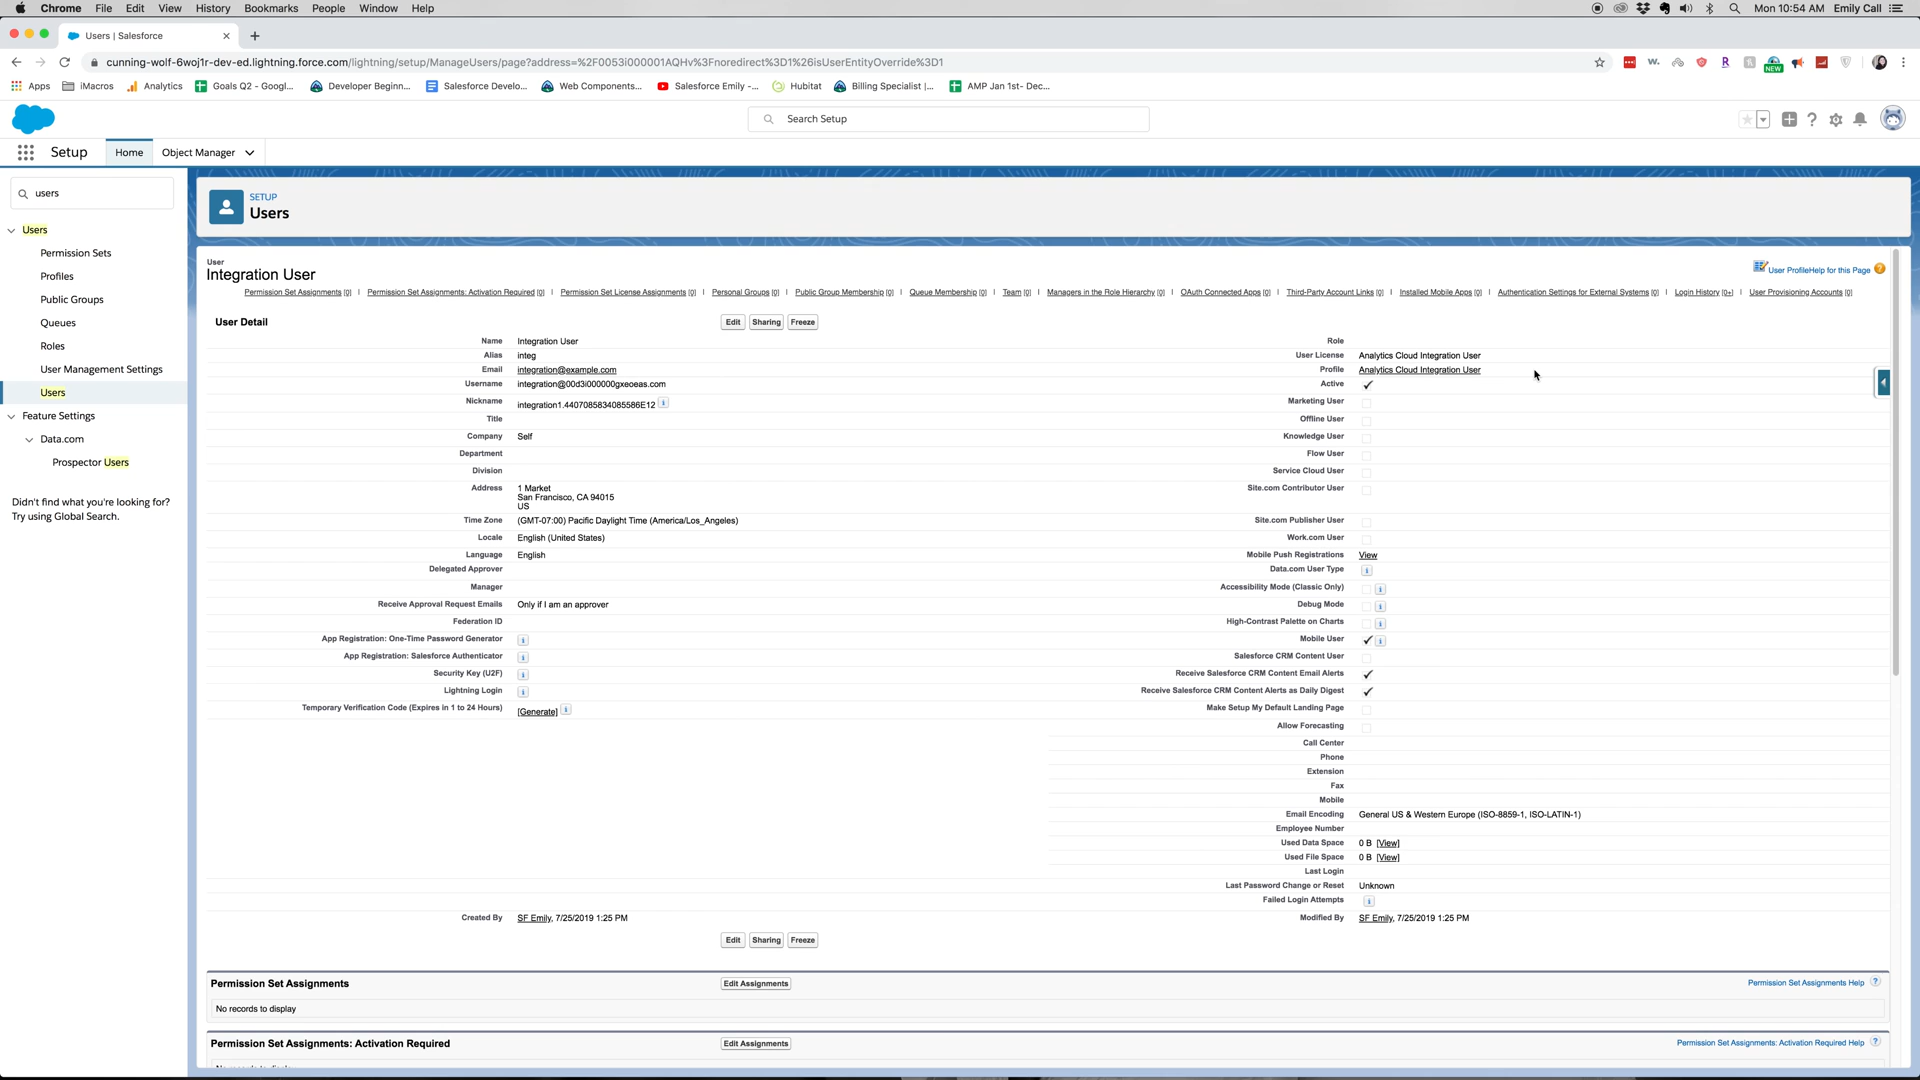 Chrome File Edit View History Bookmarks People Window Help Mon 10:54 AM Emily Call
Users | Salesforce
cunning-wolf-6woj1r-dev-ed.lightning.force.com/lightning/setup/ManageUsers/page?address=%2F0053i000001AQHv%3Fnoredirect%3D1%26isUserEntityOverride%3D1
Apps iMacros Analytics Goals Q2 - Googl... Developer Beginn... Salesforce Develo... Web Components... Salesforce Emily -... Hubitat Billing Specialist |... AMP Jan 1st- Dec...
Search Setup
Setup Home Object Manager
users
Users
Permission Sets
Profiles
Public Groups
Queues
Roles
User Management Settings
Users
Feature Settings
Data.com
Prospector Users
Didn't find what you're looking for?
Try using Global Search.
SETUP
Users
User
Integration User
User Profile Help for this Page
Permission Set Assignments [0] | Permission Set Assignments: Activation Required [0] | Permission Set License Assignments [0] | Personal Groups [0] | Public Group Membership [0] | Queue Membership [0] | Team [0] | Managers in the Role Hierarchy [0] | OAuth Connected Apps [0] | Third-Party Account Links [0] | Installed Mobile Apps [0] | Authentication Settings for External Systems [0] | Login History [0+] | User Provisioning Accounts [0]
User Detail Edit Sharing Freeze
Name Integration User Role
Alias integ User License Analytics Cloud Integration User
Email integration@example.com Profile Analytics Cloud Integration User
Username integration@00d3i000000gxeoeas.com Active
Nickname integration1.4407085834085586E12 Marketing User
Title Offline User
Company Self Knowledge User
Department Flow User
Division Service Cloud User
Address 1 Market Site.com Contributor User
San Francisco, CA 94015
US
Time Zone (GMT-07:00) Pacific Daylight Time (America/Los_Angeles) Site.com Publisher User
Locale English (United States) Work.com User
Language English Mobile Push Registrations View
Delegated Approver Data.com User Type
Manager Accessibility Mode (Classic Only)
Receive Approval Request Emails Only if I am an approver Debug Mode
Federation ID High-Contrast Palette on Charts
App Registration: One-Time Password Generator Mobile User
App Registration: Salesforce Authenticator Salesforce CRM Content User
Security Key (U2F) Receive Salesforce CRM Content Email Alerts
Lightning Login Receive Salesforce CRM Content Alerts as Daily Digest
Temporary Verification Code (Expires in 1 to 24 Hours) [Generate] Make Setup My Default Landing Page
Allow Forecasting
Call Center
Phone
Extension
Fax
Mobile
Email Encoding General US & Western Europe (ISO-8859-1, ISO-LATIN-1)
Employee Number
Used Data Space 0 B [View]
Used File Space 0 B [View]
Last Login
Last Password Change or Reset Unknown
Failed Login Attempts
Created By SF Emily, 7/25/2019 1:25 PM Modified By SF Emily, 7/25/2019 1:25 PM
Edit Sharing Freeze
Permission Set Assignments Edit Assignments Permission Set Assignments Help
No records to display
Permission Set Assignments: Activation Required Edit Assignments Permission Set Assignments: Activation Required Help